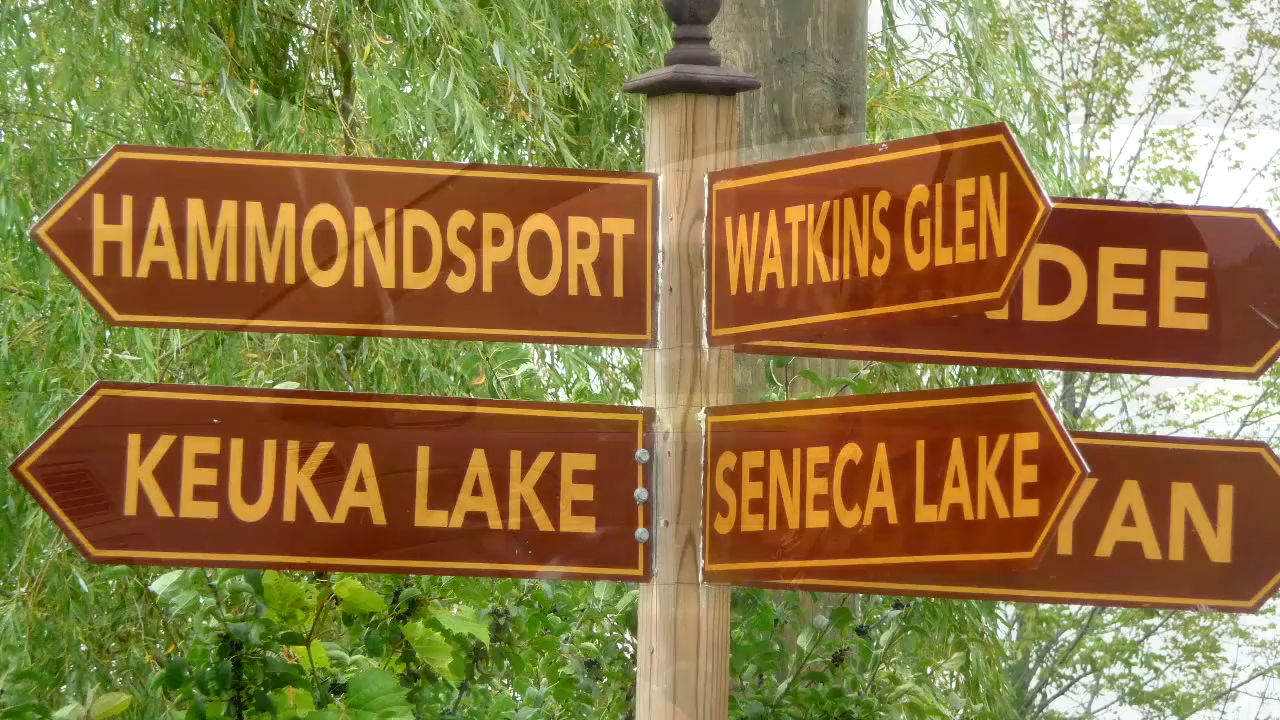 HAMMONDSPORT
WATKINS GLEN
DEE
KEUKA LAKE
SENECA LAKE
YAN